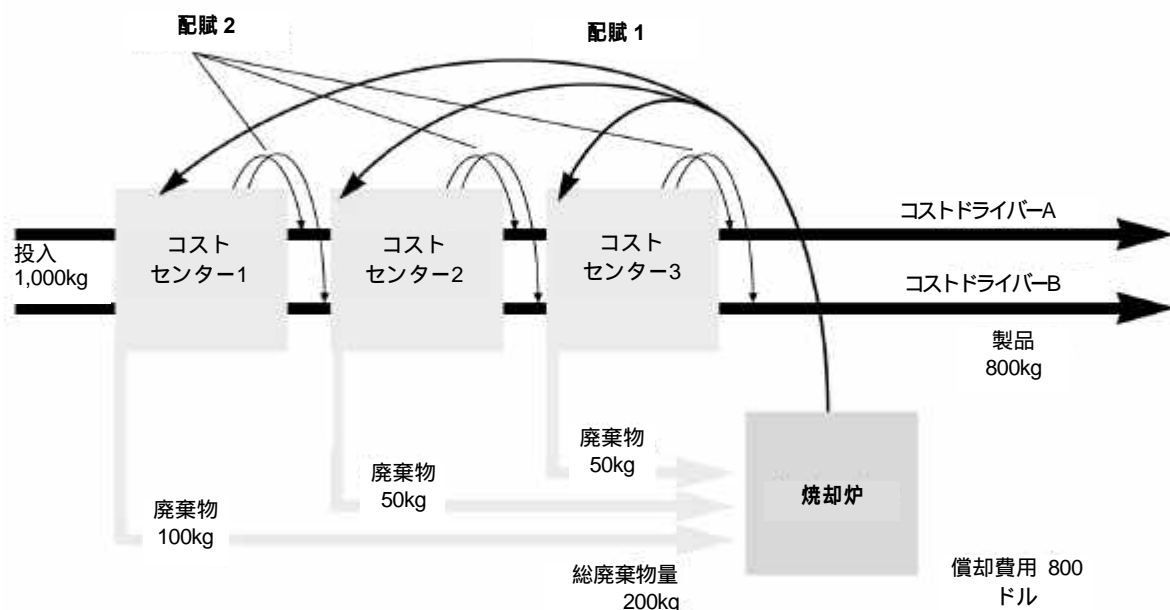 配賦 2
配賦 1
コスト
センター1
コスト
センター2
コスト
センター3
コストドライバーA
投入
1,000kg
コストドライバーB
製品
800kg
廃棄物
50kg
廃棄物
50kg
廃棄物
100kg
焼却炉
総廃棄物量
200kg
償却費用 800
ドル